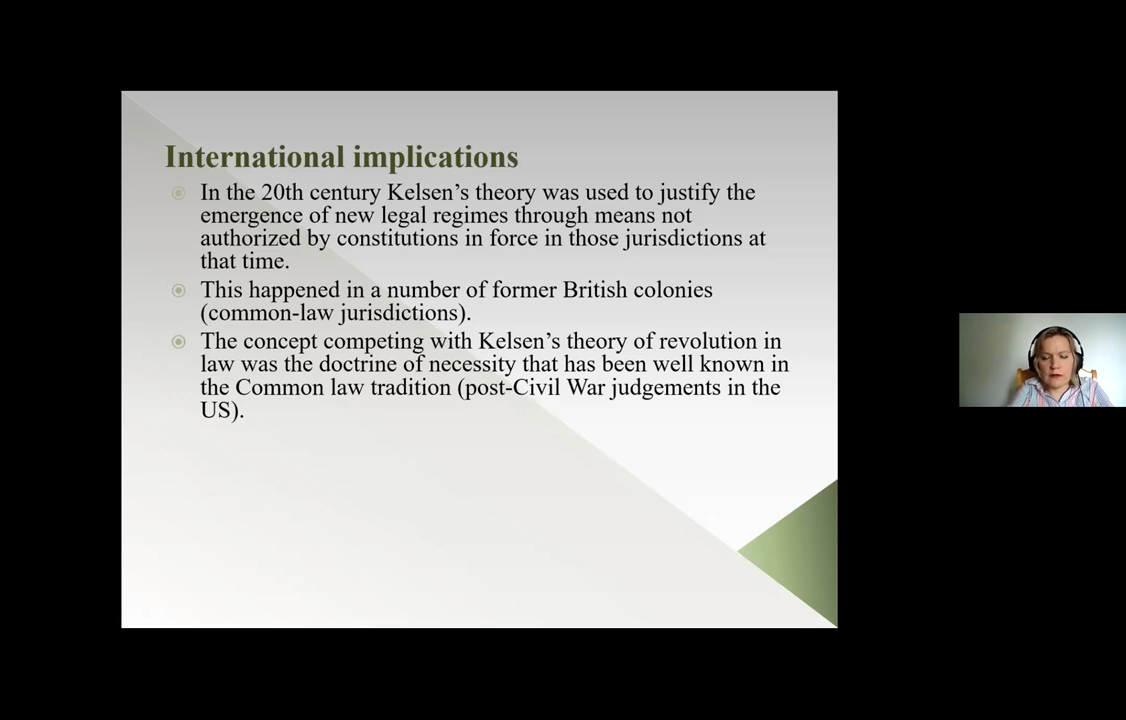 International implications
In the 20th century Kelsen’s theory was used to justify the
emergence of new legal regimes through means not
authorized by constitutions in force in those jurisdictions at
that time.
This happened in a number of former British colonies
(common-law jurisdictions).
The concept competing with Kelsen’s theory of revolution in
law was the doctrine of necessity that has been well known in
the Common law tradition (post-Civil War judgements in the
US).